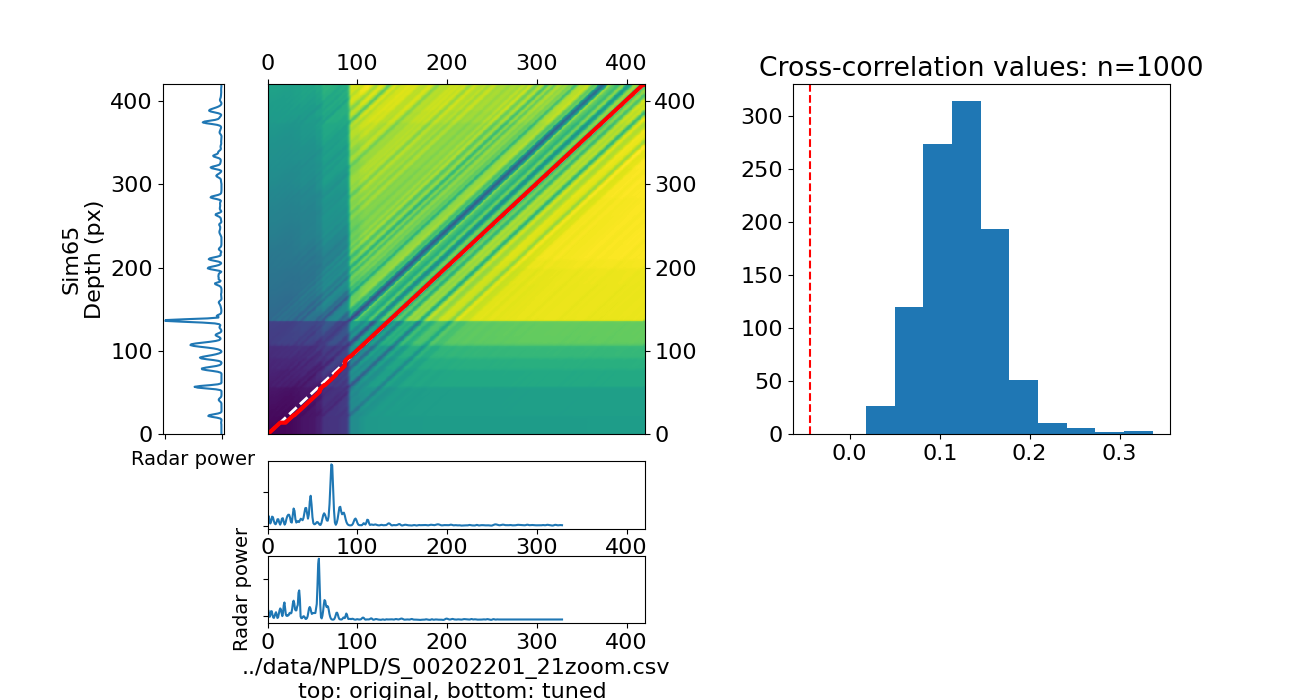 0 100 200 300 400
Cross-correlation values: n=1000
400
300
200
100
0
Sim65
Depth (px)
Radar power
400
300
200
100
0
300
250
200
150
100
50
0
0.0 0.1 0.2 0.3
0 100 200 300 400
Radar power
0 100 200 300 400
../data/NPLD/S_00202201_21zoom.csv
top: original, bottom: tuned